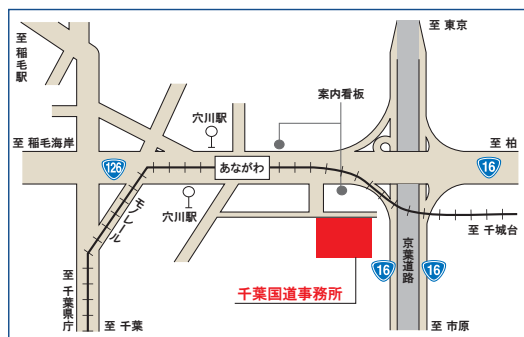 至 東京
至 稲毛駅
穴川駅
案内看板
至 稲毛海岸
126
あながわ
至 柏
16
穴川駅
モノレール
至 千城台
京葉道路
千葉国道事務所
16
16
至 千葉県庁
至 千葉
至 市原